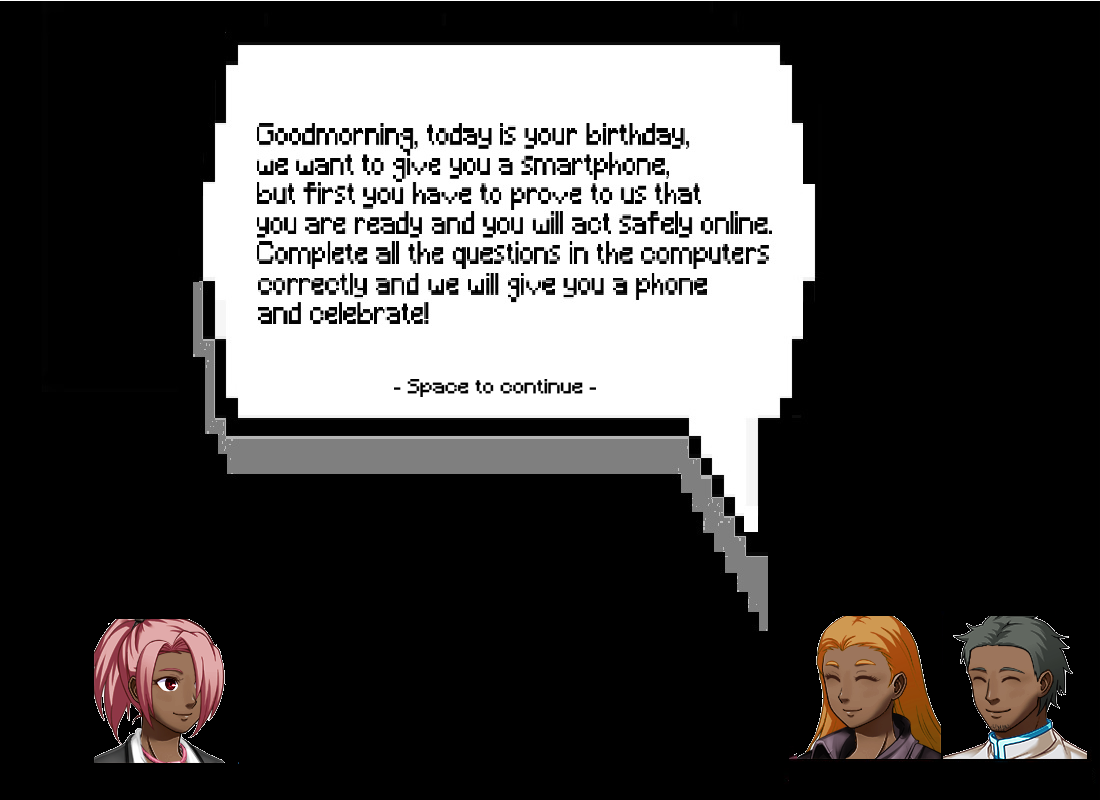 Goodmorning, today is your birthday,
we want to give you a smartphone,
but first you have to prove to us that
you are ready and you will act safely online.
Complete all the questions in the computers
correctly and we will give you a phone
and celebrate!
- Space to continue -